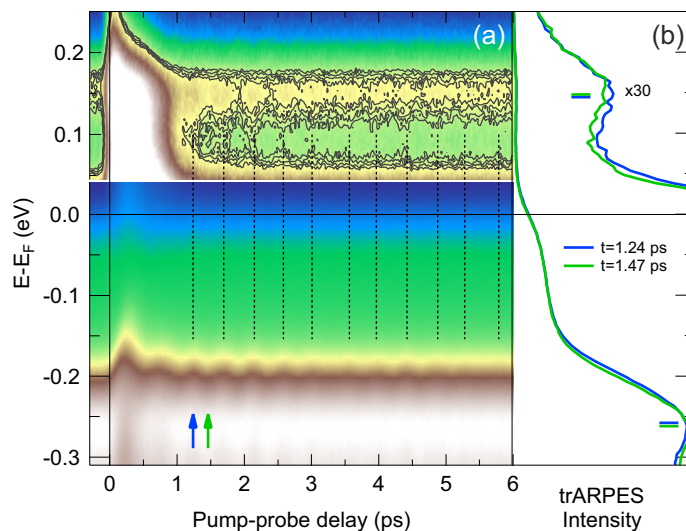 (a)
(b)
x30
0.2
0.1
0.0
-0.1
-0.2
-0.3
E-E_F (eV)
t=1.24 ps
t=1.47 ps
0 1 2 3 4 5 6
Pump-probe delay (ps)
trARPES
Intensity